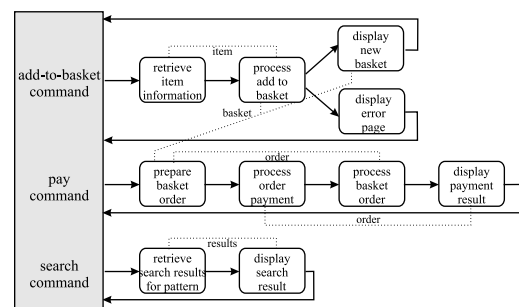 add-to-basket
command
retrieve
item
information
item
process
add to
basket
display
new
basket
display
error
page
basket
pay
command
prepare
basket
order
order
process
order
payment
process
basket
order
display
payment
result
order
search
command
retrieve
search results
for pattern
results
display
search
result